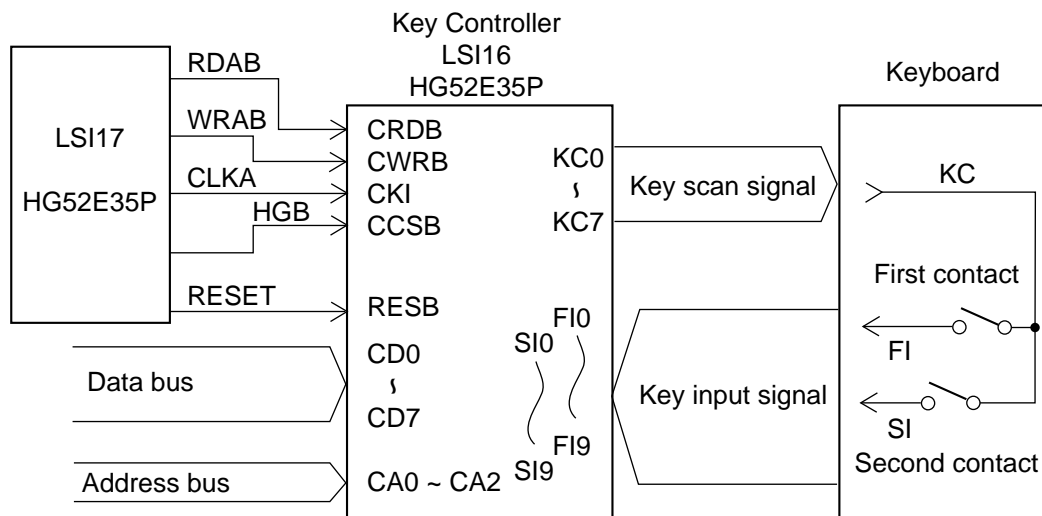 Key Controller
LSI16
HG52E35P
Keyboard
LSI17
HG52E35P
RDAB
WRAB
CLKA
HGB
RESET
CRDB
CWRB
CKI
CCSB
RESB
KC0
~
KC7
Key scan signal
KC
First contact
FI
SI
Second contact
Data bus
CD0
~
CD7
SI0
FI0
SI9
FI9
Key input signal
Address bus
CA0 ~ CA2